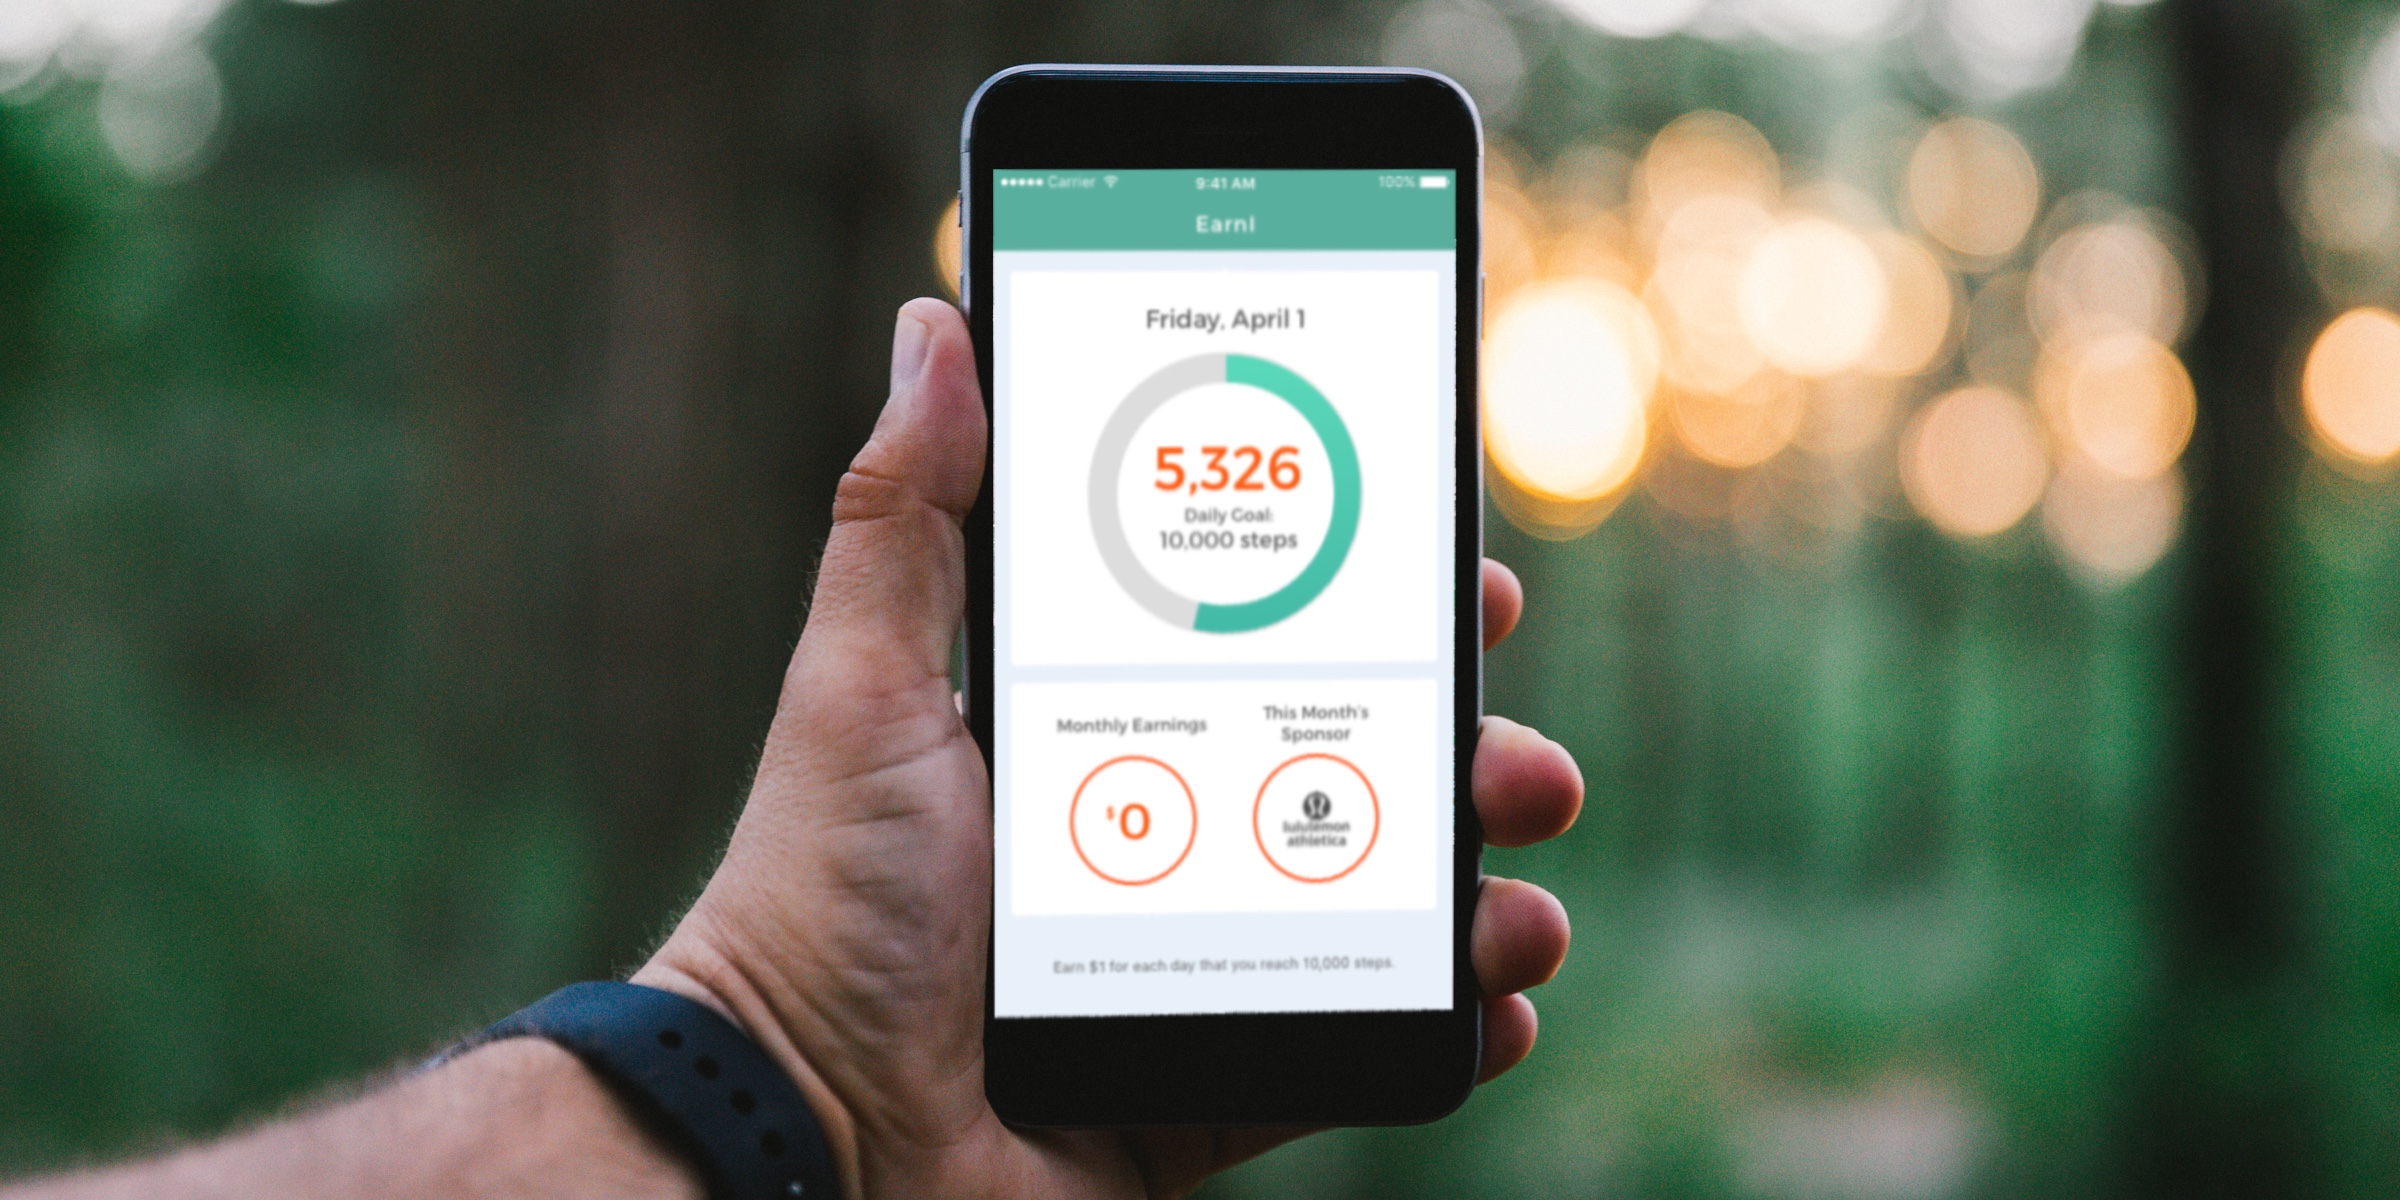 Carrier 9:41 AM 100%
Earnl
Friday, April 1
5,326
Daily Goal:
10,000 steps
Monthly Earnings
This Month's
Sponsor
$0
lululemon
athletica
Earn $1 for each day that you reach 10,000 steps.